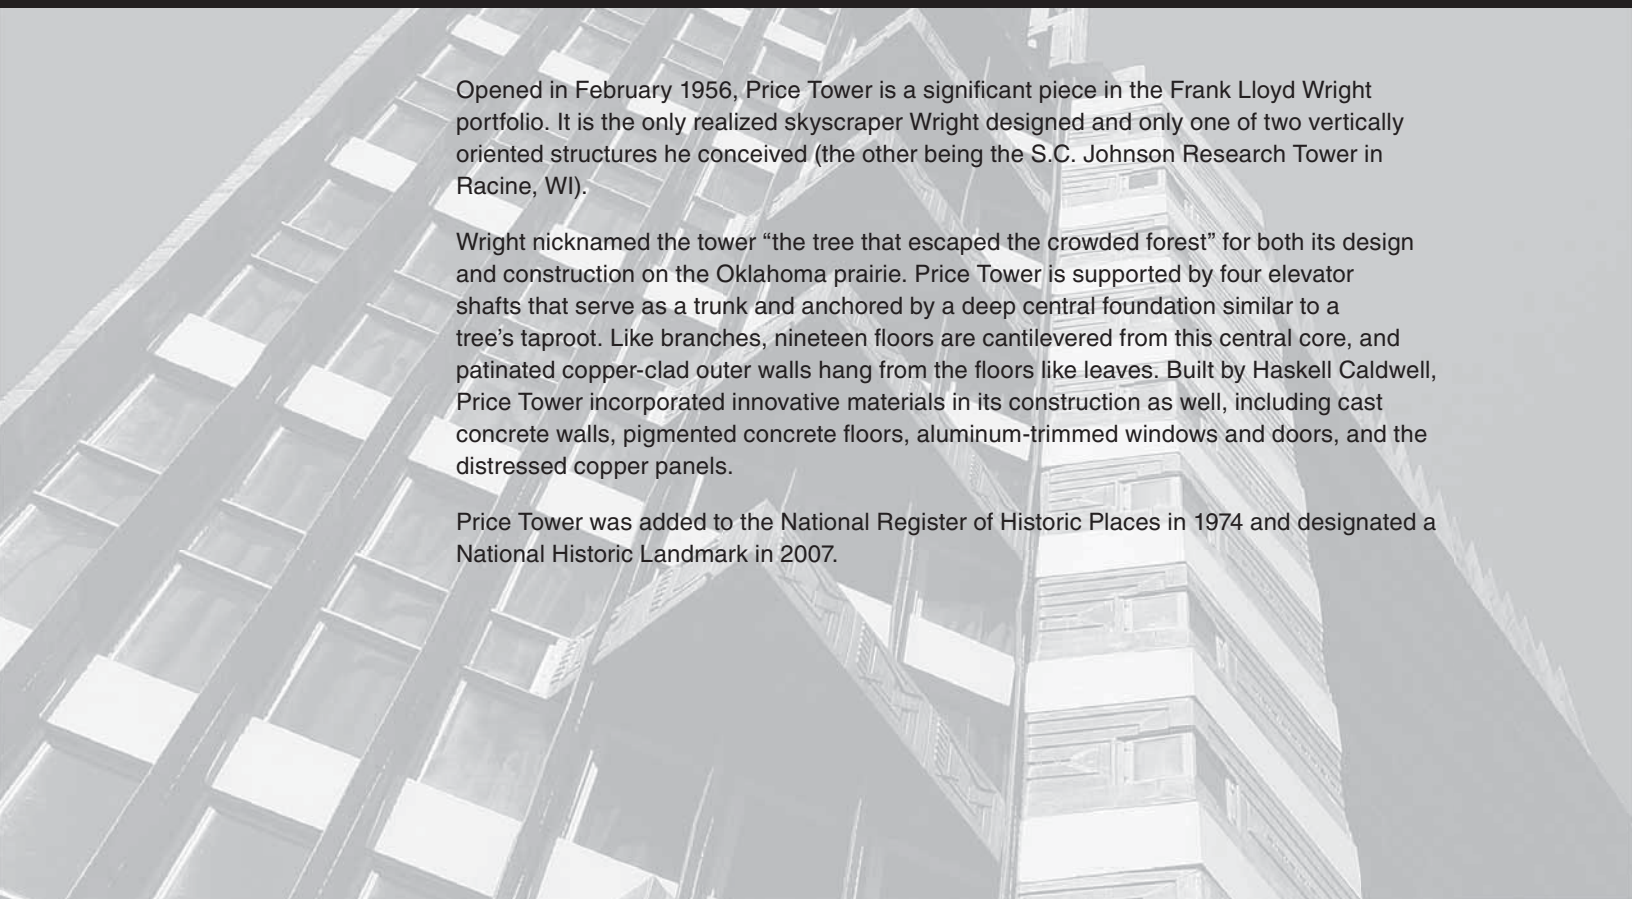 Opened in February 1956, Price Tower is a significant piece in the Frank Lloyd Wright
portfolio. It is the only realized skyscraper Wright designed and only one of two vertically
oriented structures he conceived (the other being the S.C. Johnson Research Tower in
Racine, WI).
Wright nicknamed the tower “the tree that escaped the crowded forest” for both its design
and construction on the Oklahoma prairie. Price Tower is supported by four elevator
shafts that serve as a trunk and anchored by a deep central foundation similar to a
tree’s taproot. Like branches, nineteen floors are cantilevered from this central core, and
patinated copper-clad outer walls hang from the floors like leaves. Built by Haskell Caldwell,
Price Tower incorporated innovative materials in its construction as well, including cast
concrete walls, pigmented concrete floors, aluminum-trimmed windows and doors, and the
distressed copper panels.
Price Tower was added to the National Register of Historic Places in 1974 and designated a
National Historic Landmark in 2007.